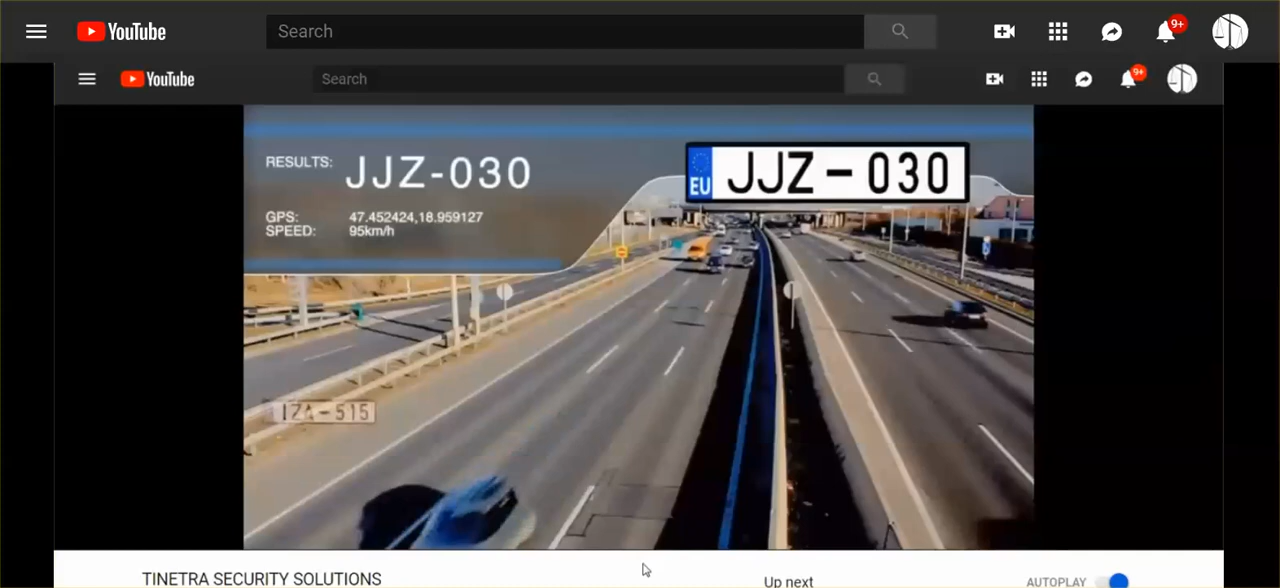 YouTube
Search
9+
YouTube
Search
9+
RESULTS: JJZ-030
EU JJZ-030
GPS: 47.452424,18.959127
SPEED: 95km/h
IZA-515
TINETRA SECURITY SOLUTIONS
Up next
AUTOPLAY